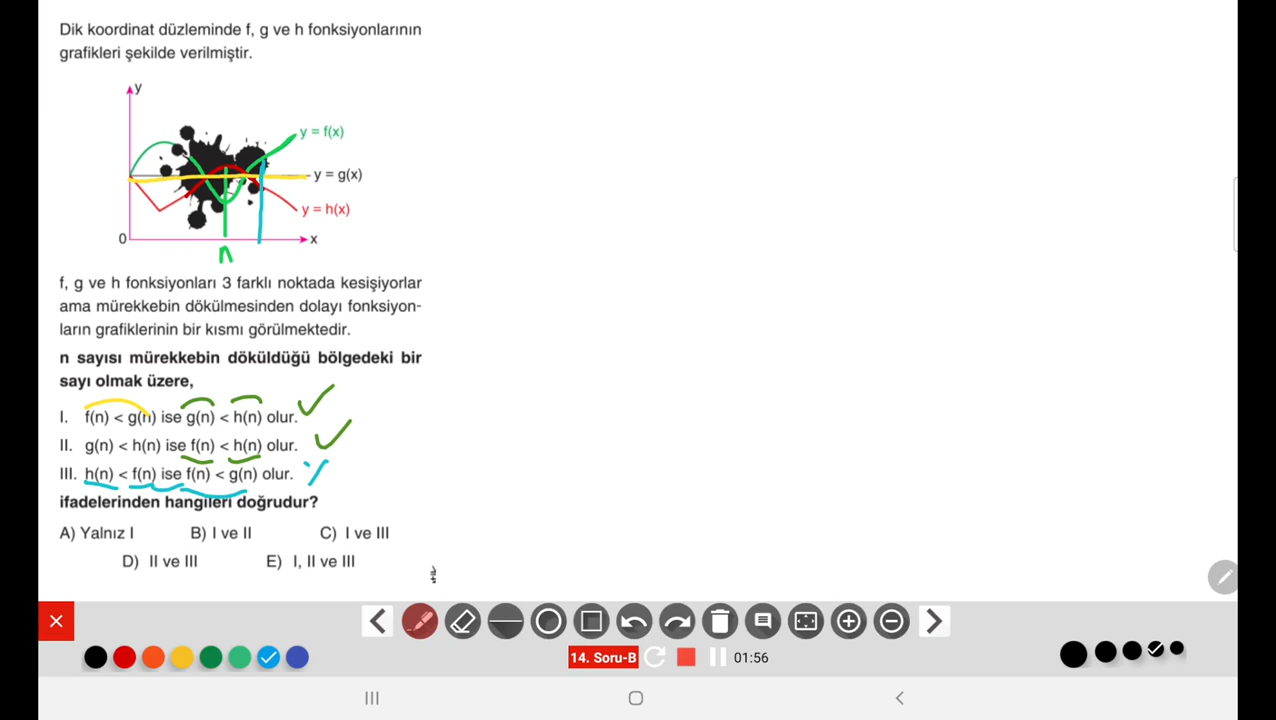 Dik koordinat düzleminde f, g ve h fonksiyonlarının
grafikleri şekilde verilmiştir.
y
y = f(x)
y = g(x)
y = h(x)
0
x
n
f, g ve h fonksiyonları 3 farklı noktada kesişiyorlar
ama mürekkebin dökülmesinden dolayı fonksiyon-
ların grafiklerinin bir kısmı görülmektedir.
n sayısı mürekkebin döküldüğü bölgedeki bir
sayı olmak üzere,
I. f(n) < g(n) ise g(n) < h(n) olur.
II. g(n) < h(n) ise f(n) < h(n) olur.
III. h(n) < f(n) ise f(n) < g(n) olur.
ifadelerinden hangileri doğrudur?
A) Yalnız I B) I ve II C) I ve III
D) II ve III E) I, II ve III
14. Soru-B 01:56